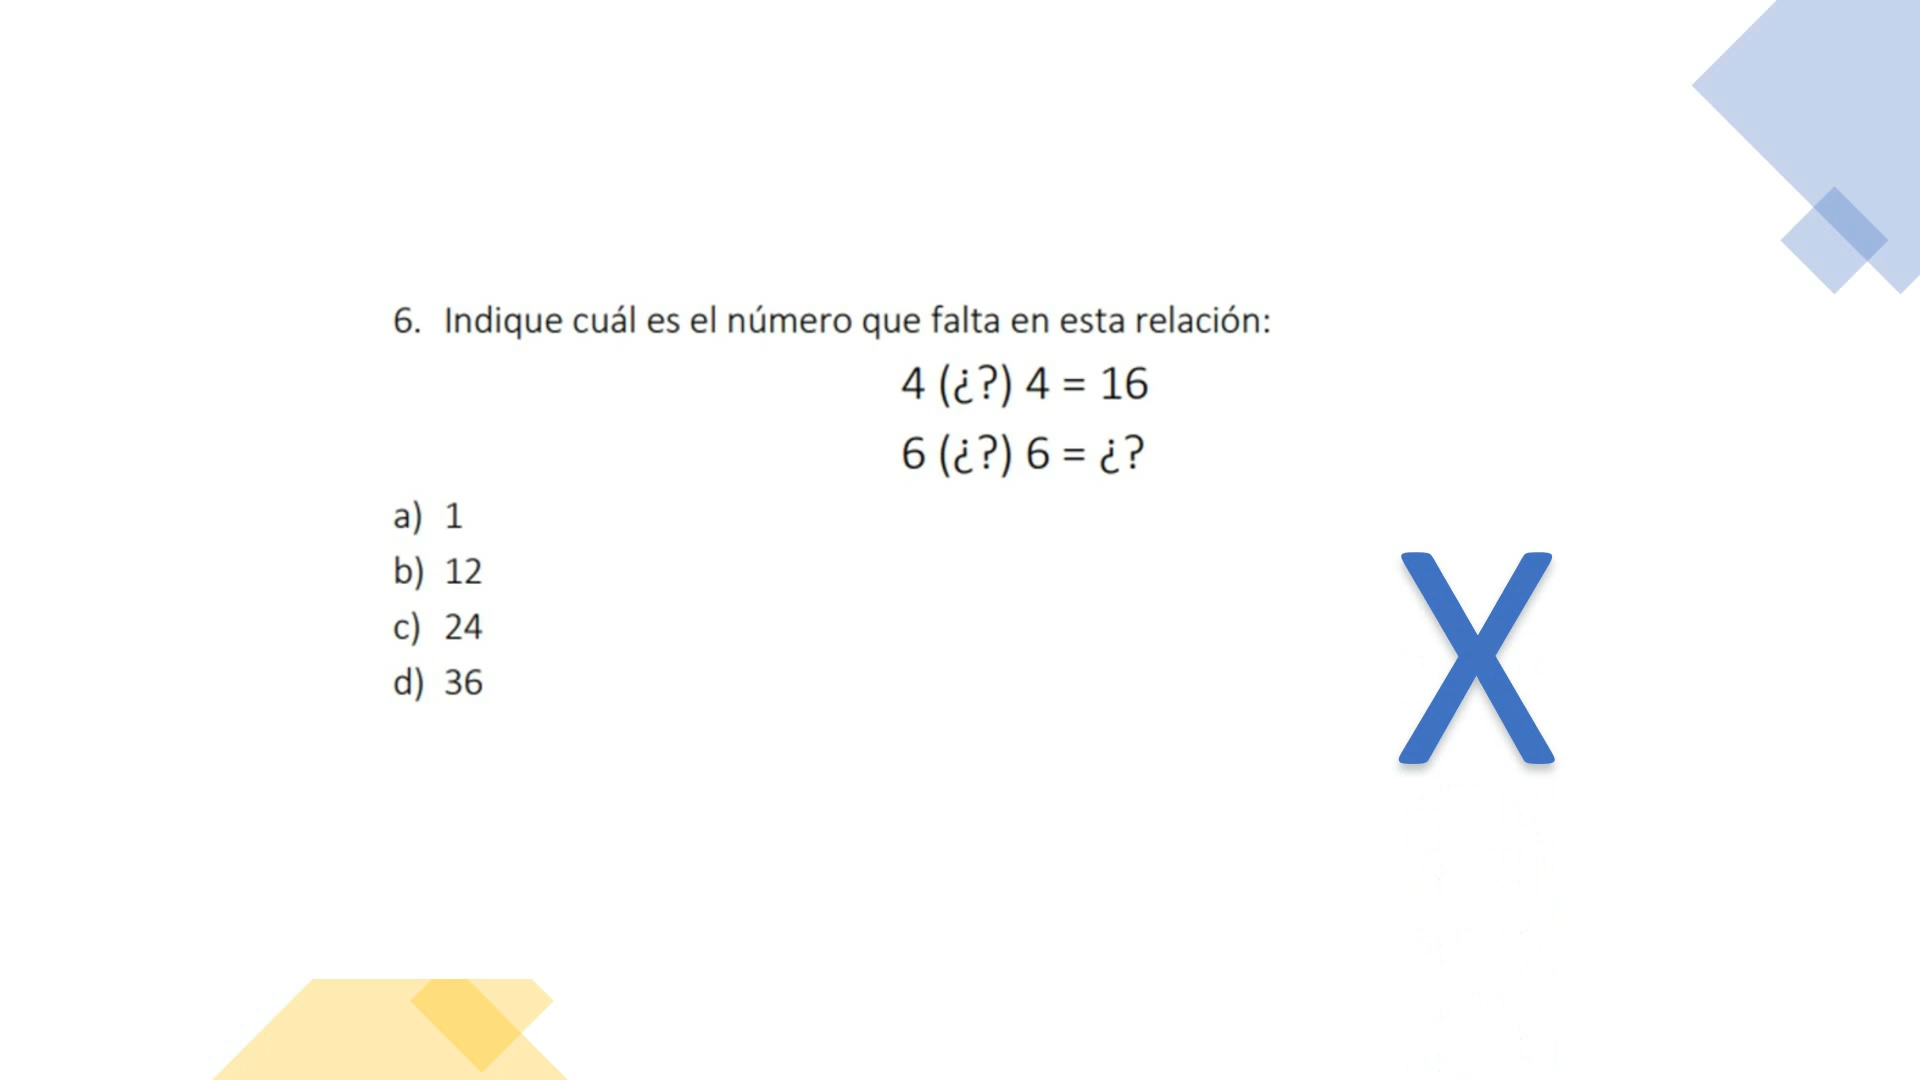 6. Indique cuál es el número que falta en esta relación:
4 (¿?) 4 = 16
6 (¿?) 6 = ¿?
a) 1
b) 12
c) 24
d) 36
X